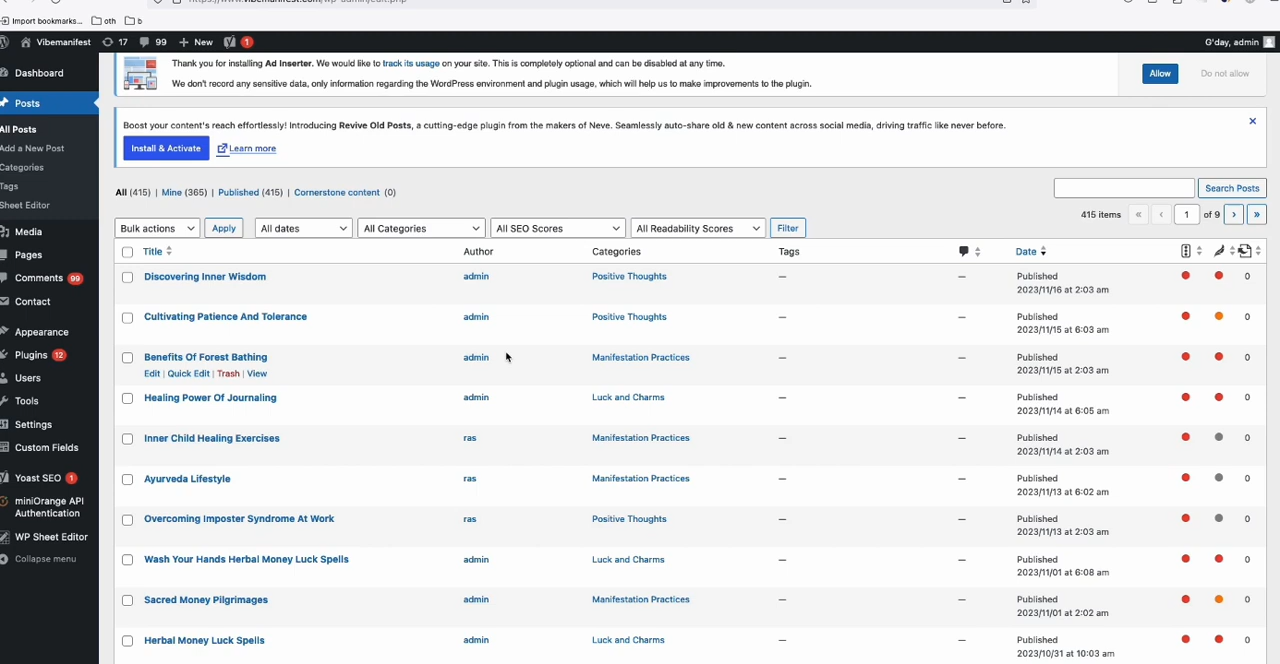 Import bookmarks... oth b
Vibemanifest 17 99 + New 1 G'day, admin
Dashboard
Posts
All Posts
Add a New Post
Categories
Tags
Sheet Editor
Media
Pages
Comments 99
Contact
Appearance
Plugins 12
Users
Tools
Settings
Custom Fields
Yoast SEO 1
miniOrange API
Authentication
WP Sheet Editor
Collapse menu
Thank you for installing Ad Inserter. We would like to track its usage on your site. This is completely optional and can be disabled at any time.
We don't record any sensitive data, only information regarding the WordPress environment and plugin usage, which will help us to make improvements to the plugin.
Allow Do not allow
Boost your content's reach effortlessly! Introducing Revive Old Posts, a cutting-edge plugin from the makers of Neve. Seamlessly auto-share old & new content across social media, driving traffic like never before.
Install & Activate Learn more
All (415) | Mine (365) | Published (415) | Cornerstone content (0)
Search Posts
Bulk actions Apply All dates All Categories All SEO Scores All Readability Scores Filter
415 items « ‹ 1 of 9 › »
Title Author Categories Tags Date
Discovering Inner Wisdom admin Positive Thoughts — — Published 0
2023/11/16 at 2:03 am
Cultivating Patience And Tolerance admin Positive Thoughts — — Published 0
2023/11/15 at 6:03 am
Benefits Of Forest Bathing admin Manifestation Practices — — Published 0
Edit | Quick Edit | Trash | View 2023/11/15 at 2:03 am
Healing Power Of Journaling admin Luck and Charms — — Published 0
2023/11/14 at 6:05 am
Inner Child Healing Exercises ras Manifestation Practices — — Published 0
2023/11/14 at 2:03 am
Ayurveda Lifestyle ras Manifestation Practices — — Published 0
2023/11/13 at 6:02 am
Overcoming Imposter Syndrome At Work ras Positive Thoughts — — Published 0
2023/11/13 at 2:03 am
Wash Your Hands Herbal Money Luck Spells admin Luck and Charms — — Published 0
2023/11/01 at 6:08 am
Sacred Money Pilgrimages admin Manifestation Practices — — Published 0
2023/11/01 at 2:02 am
Herbal Money Luck Spells admin Luck and Charms — — Published 0
2023/10/31 at 10:03 am